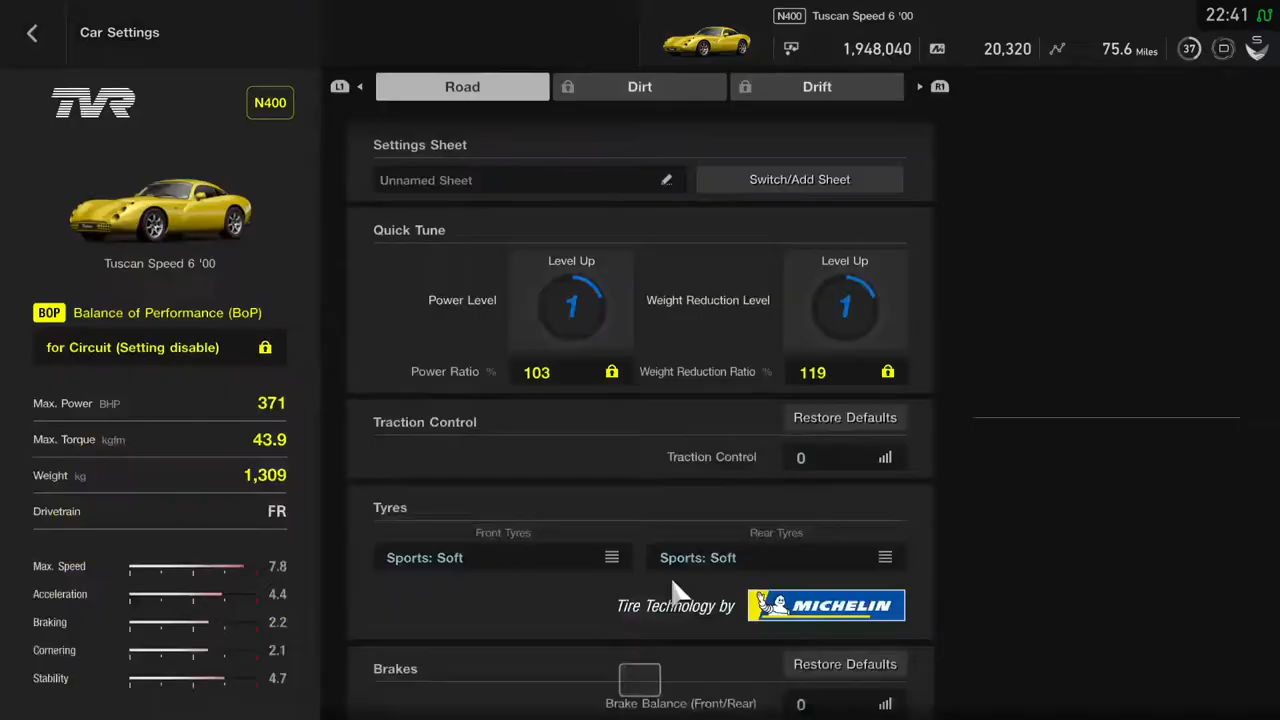 Car Settings
N400 Tuscan Speed 6 '00
1,948,040
20,320
75.6 Miles
37
S
22:41
TVR
N400
Tuscan Speed 6 '00
BOP Balance of Performance (BoP)
for Circuit (Setting disable)
Max. Power BHP 371
Max. Torque kgfm 43.9
Weight kg 1,309
Drivetrain FR
Max. Speed 7.8
Acceleration 4.4
Braking 2.2
Cornering 2.1
Stability 4.7
L1 Road Dirt Drift R1
Settings Sheet
Unnamed Sheet Switch/Add Sheet
Quick Tune
Level Up Level Up
Power Level 1 Weight Reduction Level 1
Power Ratio % 103 Weight Reduction Ratio % 119
Traction Control Restore Defaults
Traction Control 0
Tyres
Front Tyres Rear Tyres
Sports: Soft Sports: Soft
Tire Technology by MICHELIN
Brakes Restore Defaults
Brake Balance (Front/Rear) 0